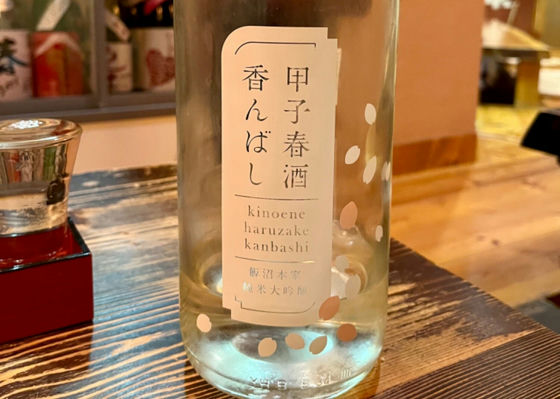 甲子春酒
香んばし
kinoene
haruzake
kanbashi
飯沼本家
純米大吟醸